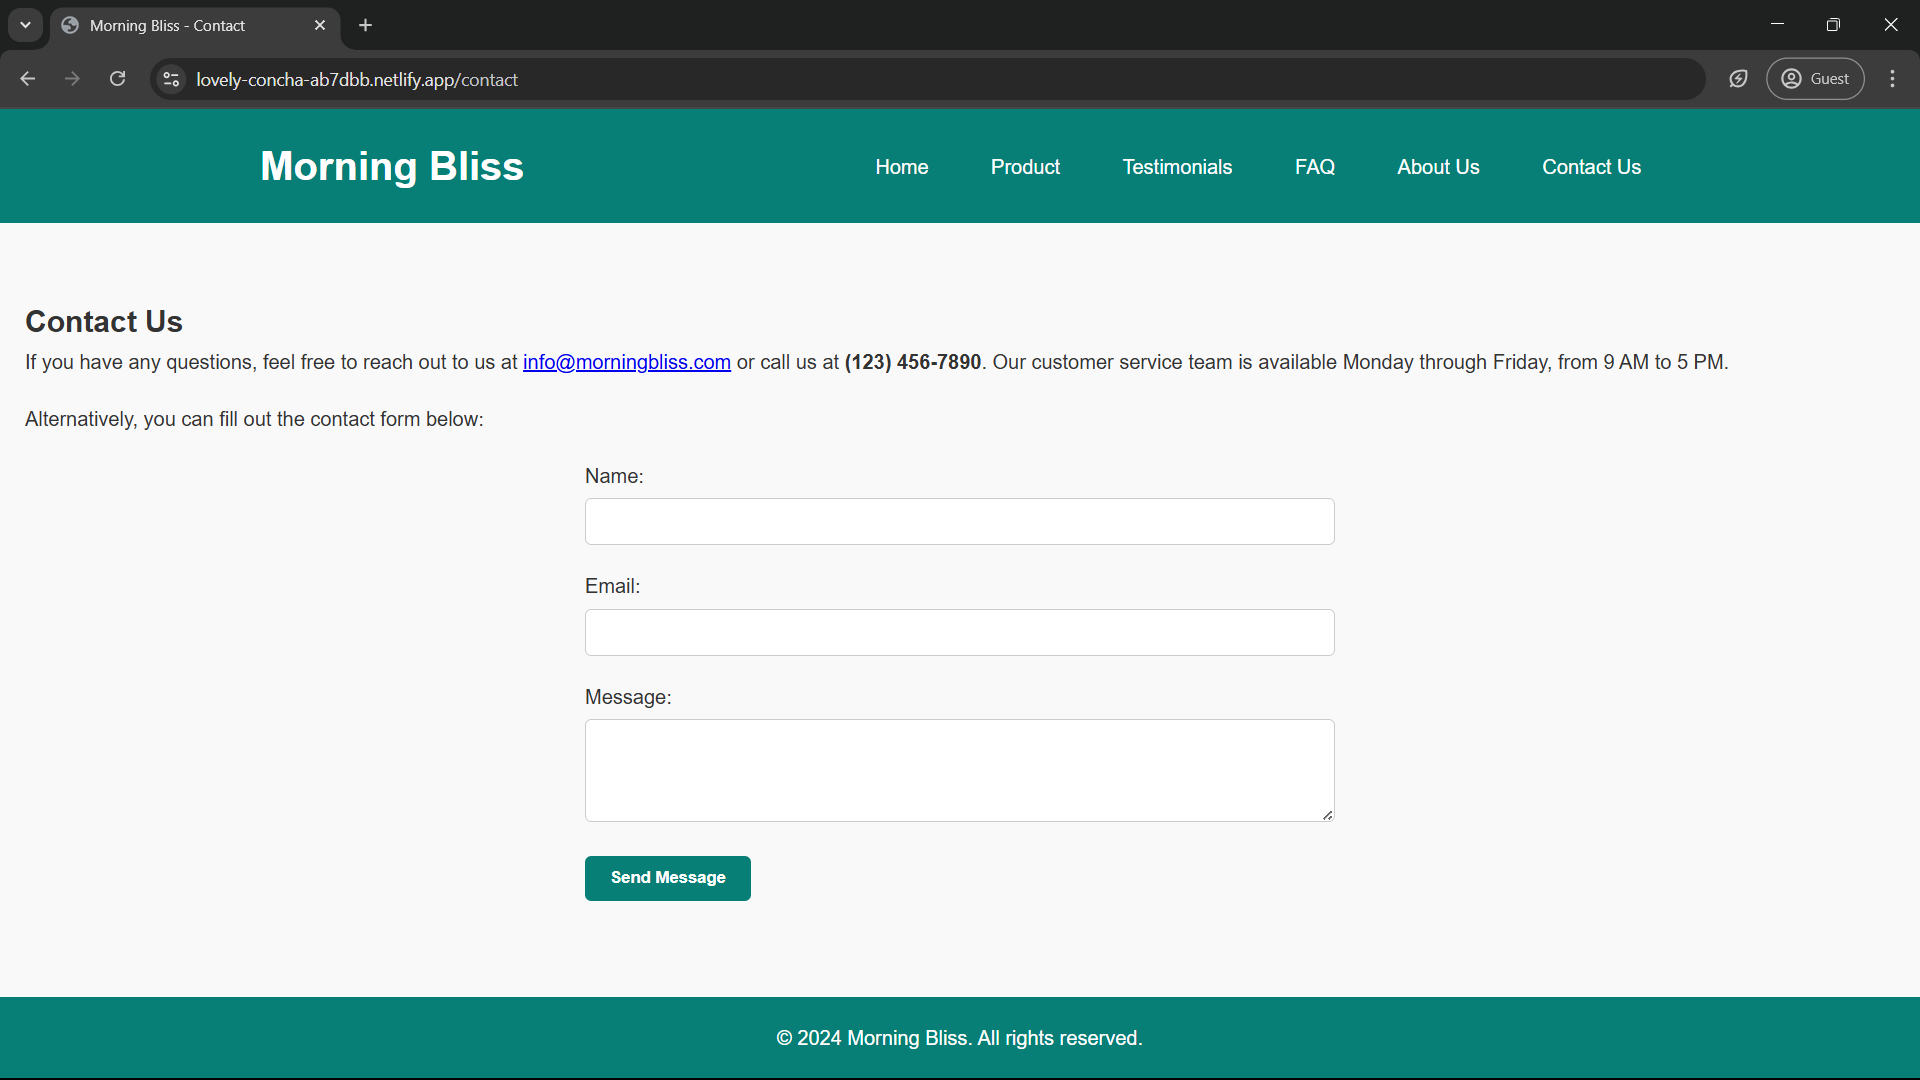 Morning Bliss - Contact
lovely-concha-ab7dbb.netlify.app/contact
Guest
Morning Bliss
Home Product Testimonials FAQ About Us Contact Us
Contact Us
If you have any questions, feel free to reach out to us at info@morningbliss.com or call us at (123) 456-7890. Our customer service team is available Monday through Friday, from 9 AM to 5 PM.
Alternatively, you can fill out the contact form below:
Name:
Email:
Message:
Send Message
© 2024 Morning Bliss. All rights reserved.